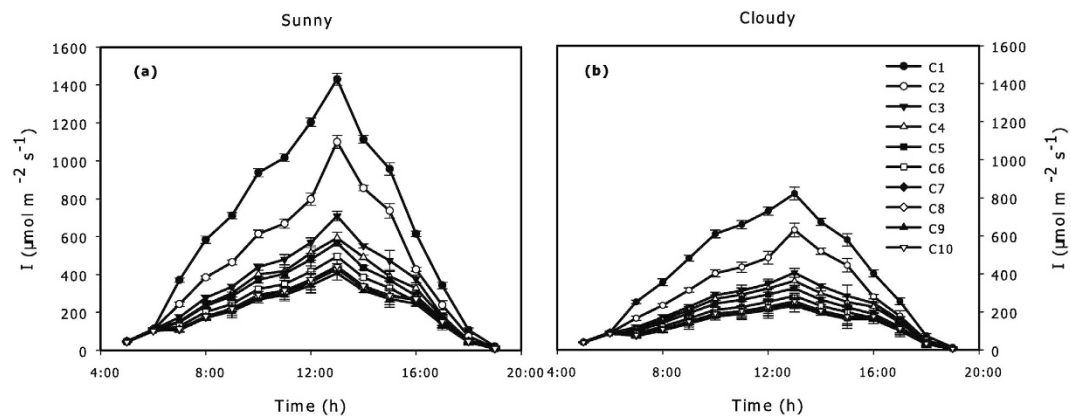 Sunny
Cloudy
(a)
(b)
I (μmol m ⁻² s⁻¹)
1600
1400
1200
1000
800
600
400
200
0
4:00
8:00
12:00
16:00
20:00
Time (h)
C1
C2
C3
C4
C5
C6
C7
C8
C9
C10
1600
1400
1200
1000
800
600
400
200
0
I (μmol m ⁻² s⁻¹)
4:00
8:00
12:00
16:00
20:00
Time (h)